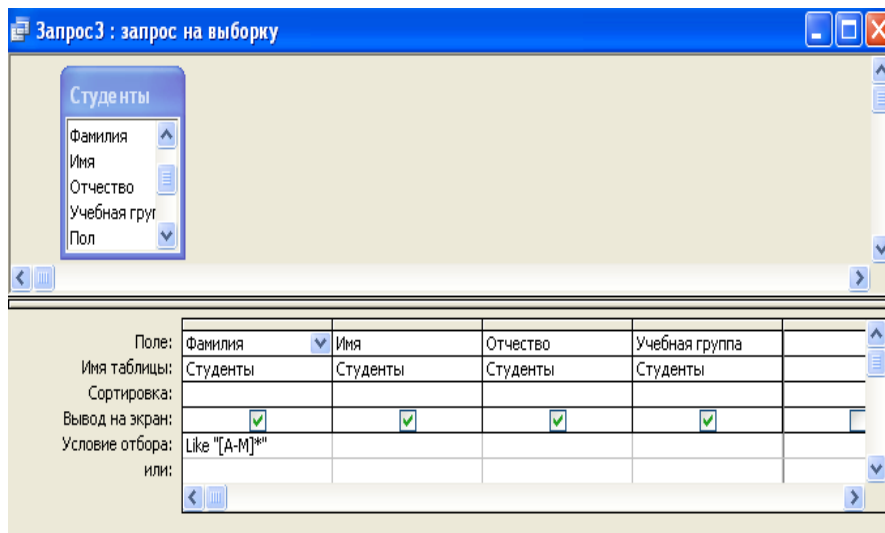 Запрос3 : запрос на выборку
Студенты
Фамилия
Имя
Отчество
Учебная груп
Пол
Поле: Фамилия Имя Отчество Учебная группа
Имя таблицы: Студенты Студенты Студенты Студенты
Сортировка:
Вывод на экран:
Условие отбора: Like "[А-М]*"
или: